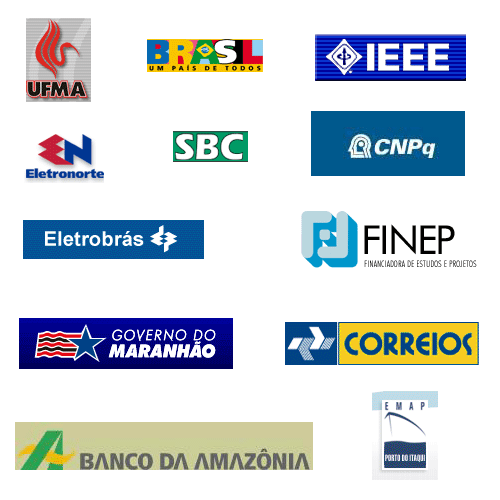 UFMA
BRASIL
UM PAÍS DE TODOS
IEEE
Eletronorte
SBC
CNPq
Eletrobrás
FINEP
FINANCIADORA DE ESTUDOS E PROJETOS
GOVERNO DO
MARANHÃO
CORREIOS
BANCO DA AMAZÔNIA
EMAP
PORTO DO ITAQUI